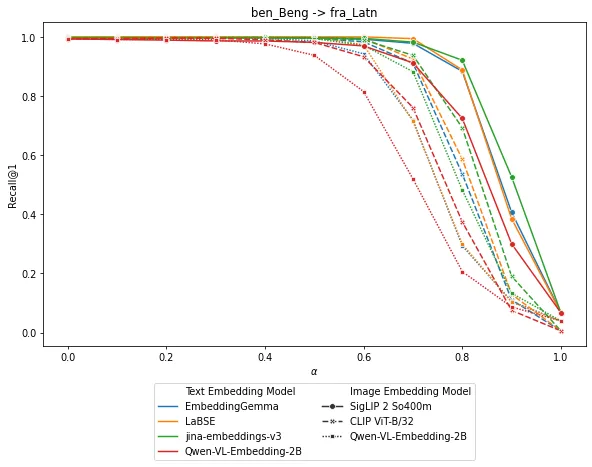 ben_Beng -> fra_Latn
1.0
0.8
0.6
0.4
0.2
0.0
Recall@1
0.0 0.2 0.4 0.6 0.8 1.0
α
Text Embedding Model
EmbeddingGemma
LaBSE
jina-embeddings-v3
Qwen-VL-Embedding-2B
Image Embedding Model
SigLIP 2 So400m
CLIP ViT-B/32
Qwen-VL-Embedding-2B